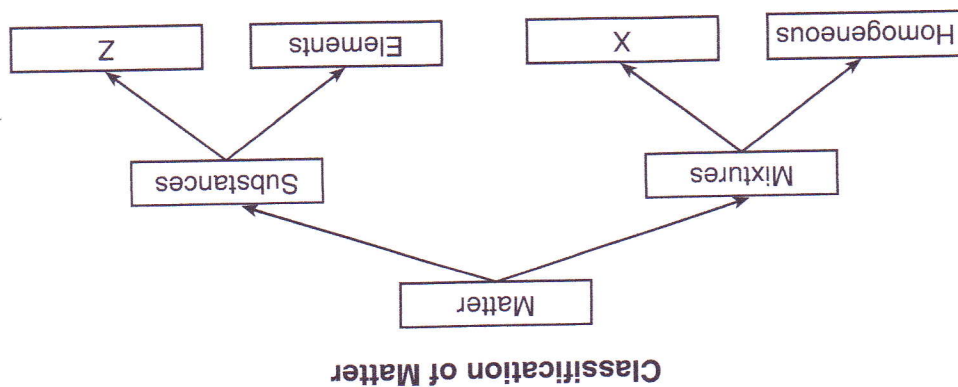 Classification of Matter
Matter
Mixtures Substances
Homogeneous X Elements Z